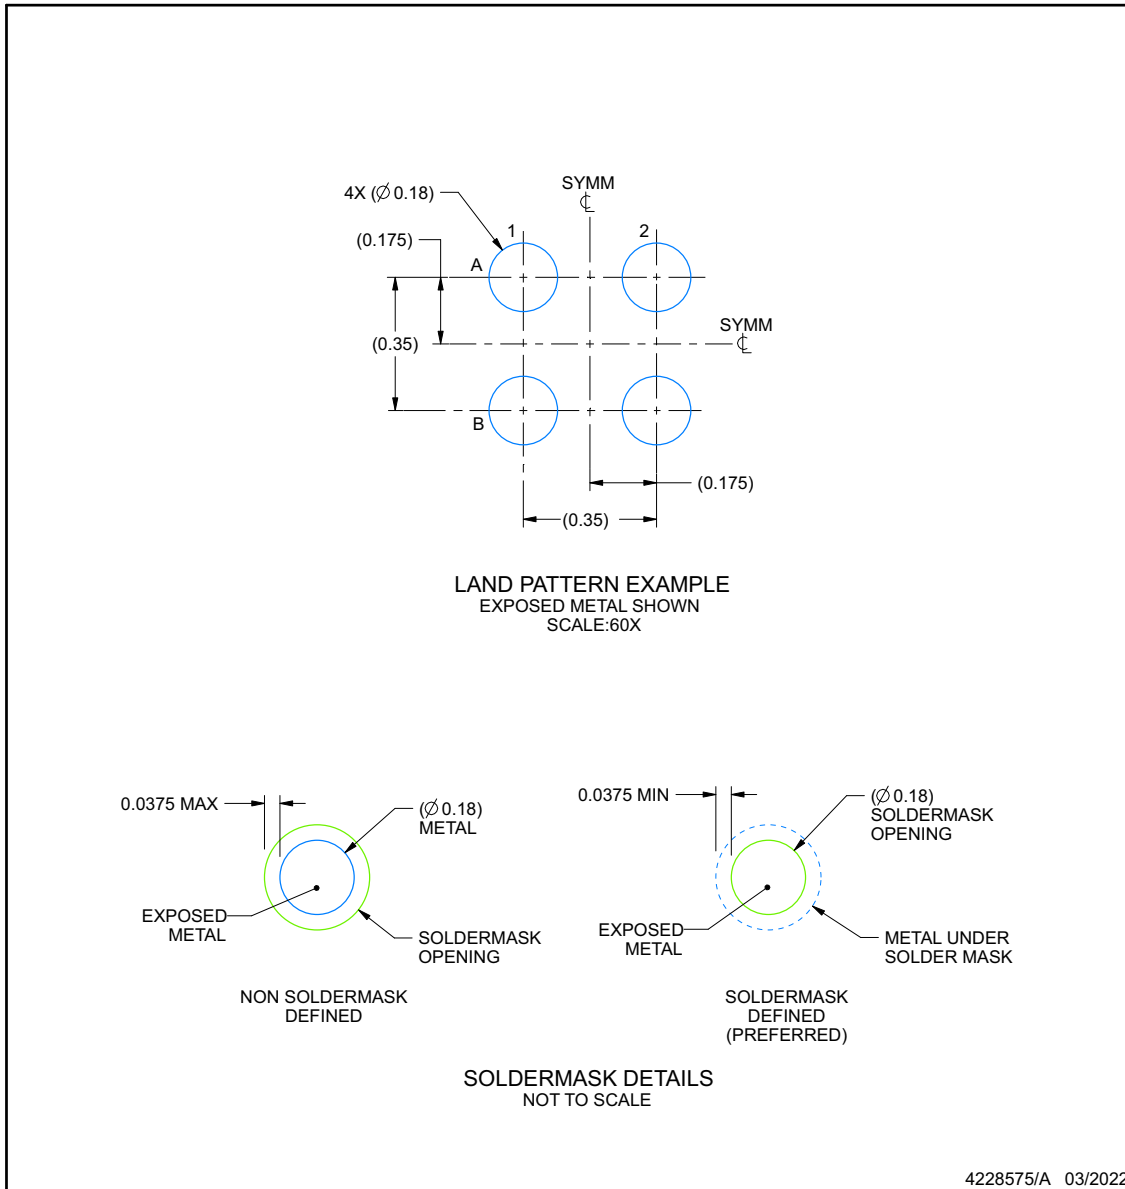 SYMM
℄
4X (∅ 0.18)
1
2
(0.175)
A
SYMM
℄
(0.35)
B
(0.175)
(0.35)
LAND PATTERN EXAMPLE
EXPOSED METAL SHOWN
SCALE:60X
0.0375 MAX
(∅ 0.18)
METAL
EXPOSED
METAL
SOLDERMASK
OPENING
NON SOLDERMASK
DEFINED
0.0375 MIN
(∅ 0.18)
SOLDERMASK
OPENING
EXPOSED
METAL
METAL UNDER
SOLDER MASK
SOLDERMASK
DEFINED
(PREFERRED)
SOLDERMASK DETAILS
NOT TO SCALE
4228575/A 03/2022